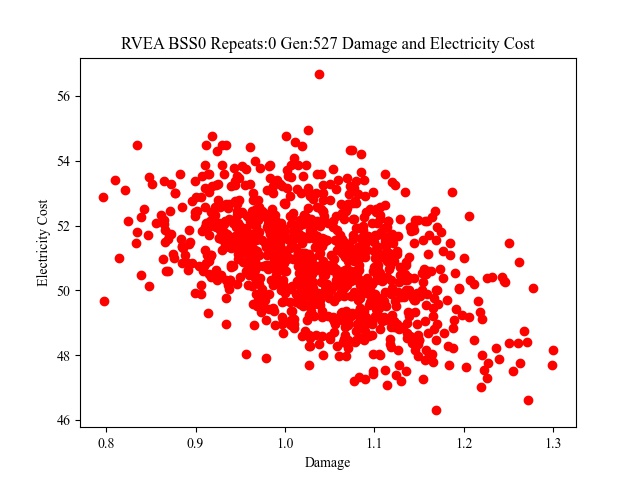 RVEA BSS0 Repeats:0 Gen:527 Damage and Electricity Cost
56
54
52
50
48
46
Electricity Cost
0.8 0.9 1.0 1.1 1.2 1.3
Damage